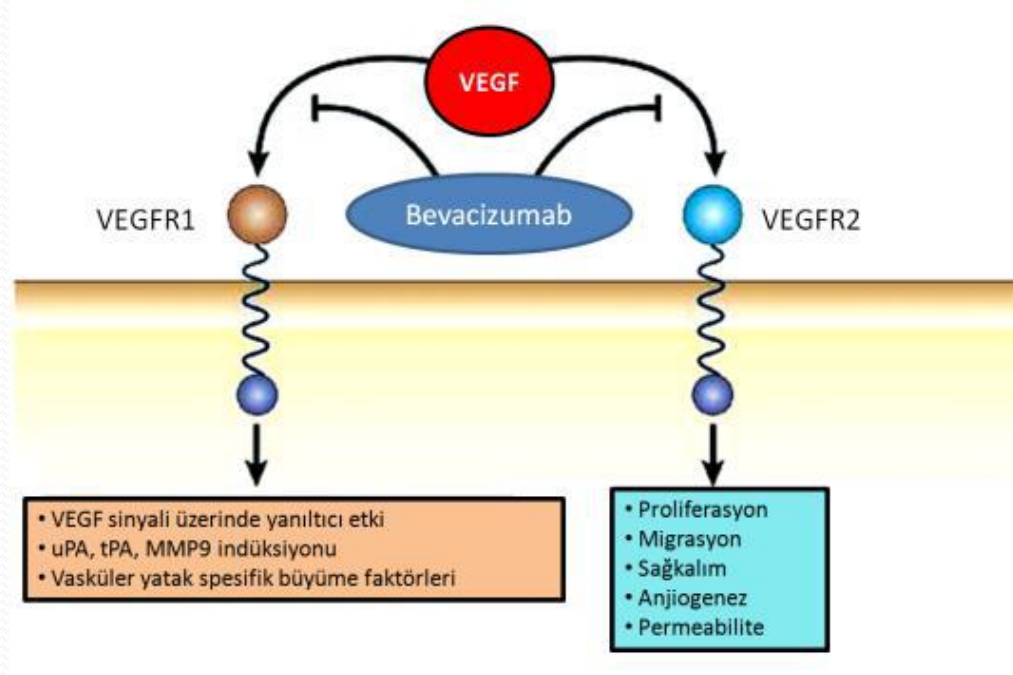 VEGF
Bevacizumab
VEGFR1
VEGFR2
• VEGF sinyali üzerinde yanıltıcı etki
• uPA, tPA, MMP9 indüksiyonu
• Vasküler yatak spesifik büyüme faktörleri
• Proliferasyon
• Migrasyon
• Sağkalım
• Anjiogenez
• Permeabilite